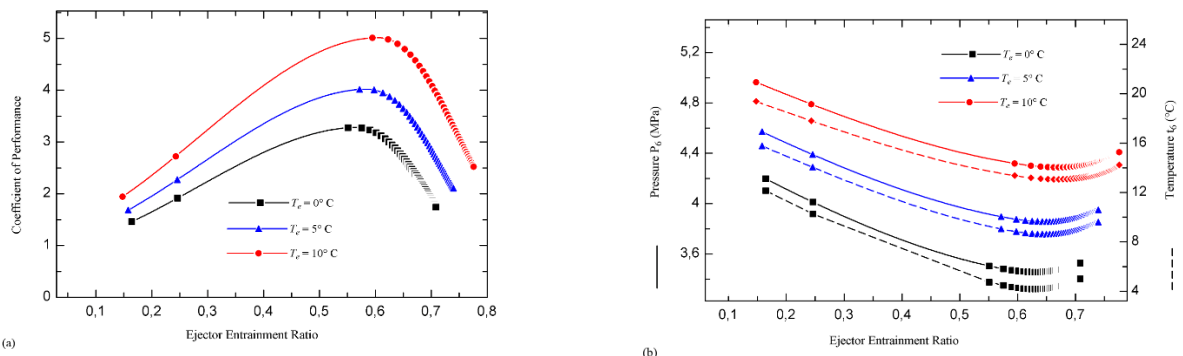 5
4
3
2
1
0
Coefficient of Performance
Te = 0° C
Te = 5° C
Te = 10° C
0,1 0,2 0,3 0,4 0,5 0,6 0,7 0,8
Ejector Entrainment Ratio
(a)
5,2
4,8
4,4
4
3,6
Pressure P6 (MPa)
Te = 0° C
Te = 5° C
Te = 10° C
24
20
16
12
8
4
Temperature t6 (°C)
0,1 0,2 0,3 0,4 0,5 0,6 0,7
Ejector Entrainment Ratio
(b)